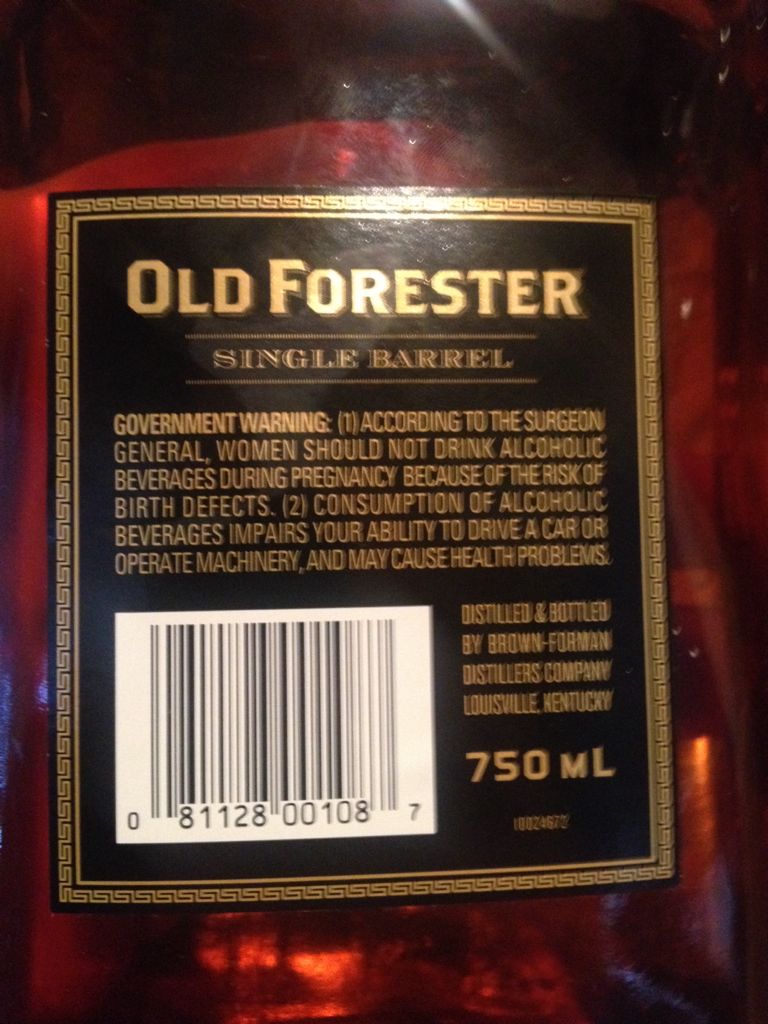 OLD FORESTER
SINGLE BARREL
GOVERNMENT WARNING: (1) ACCORDING TO THE SURGEON
GENERAL, WOMEN SHOULD NOT DRINK ALCOHOLIC
BEVERAGES DURING PREGNANCY BECAUSE OF THE RISK OF
BIRTH DEFECTS. (2) CONSUMPTION OF ALCOHOLIC
BEVERAGES IMPAIRS YOUR ABILITY TO DRIVE A CAR OR
OPERATE MACHINERY, AND MAY CAUSE HEALTH PROBLEMS.
DISTILLED & BOTTLED
BY BROWN-FORMAN
DISTILLERS COMPANY
LOUISVILLE, KENTUCKY
750 ML
0 81128 00108 7